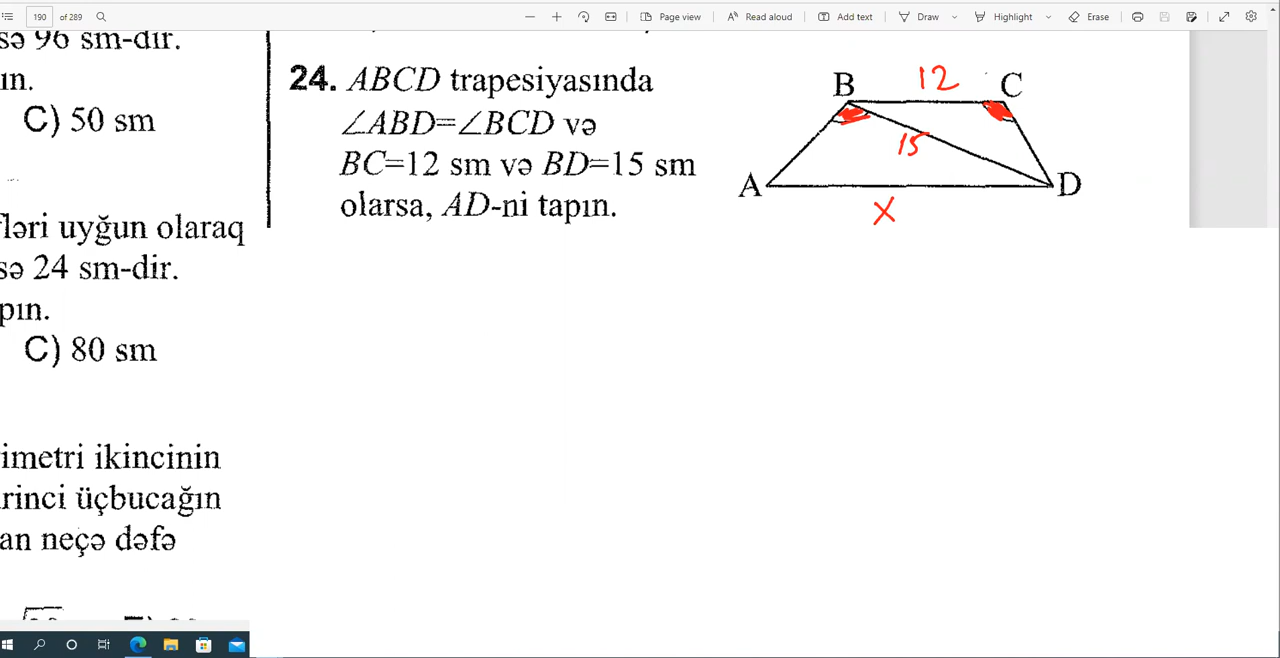 190 of 289 Page view Read aloud Add text Draw Highlight Erase
sə 96 sm-dir.
ın.
C) 50 sm
fləri uyğun olaraq
sə 24 sm-dir.
pın.
C) 80 sm
imetri ikincinin
rinci üçbucağın
an neçə dəfə
24. ABCD trapesiyasında
∠ABD=∠BCD və
BC=12 sm və BD=15 sm
olarsa, AD-ni tapın.
B 12 C
15
A D
x